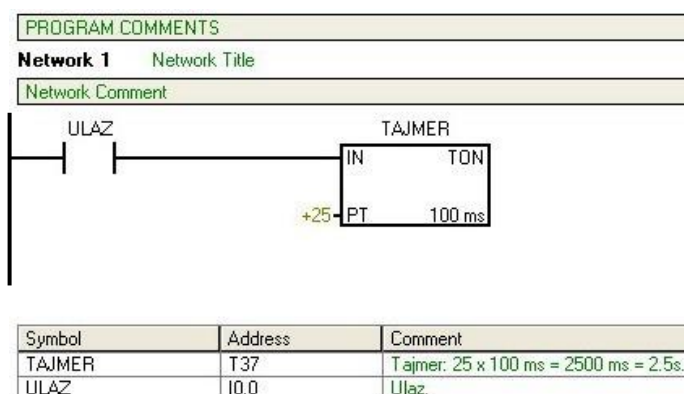 PROGRAM COMMENTS
Network 1 Network Title
Network Comment
ULAZ TAJMER
IN TON
+25 PT 100 ms
Symbol Address Comment
TAJMER T37 Tajmer: 25 x 100 ms = 2500 ms = 2.5s.
ULAZ I0.0 Ulaz